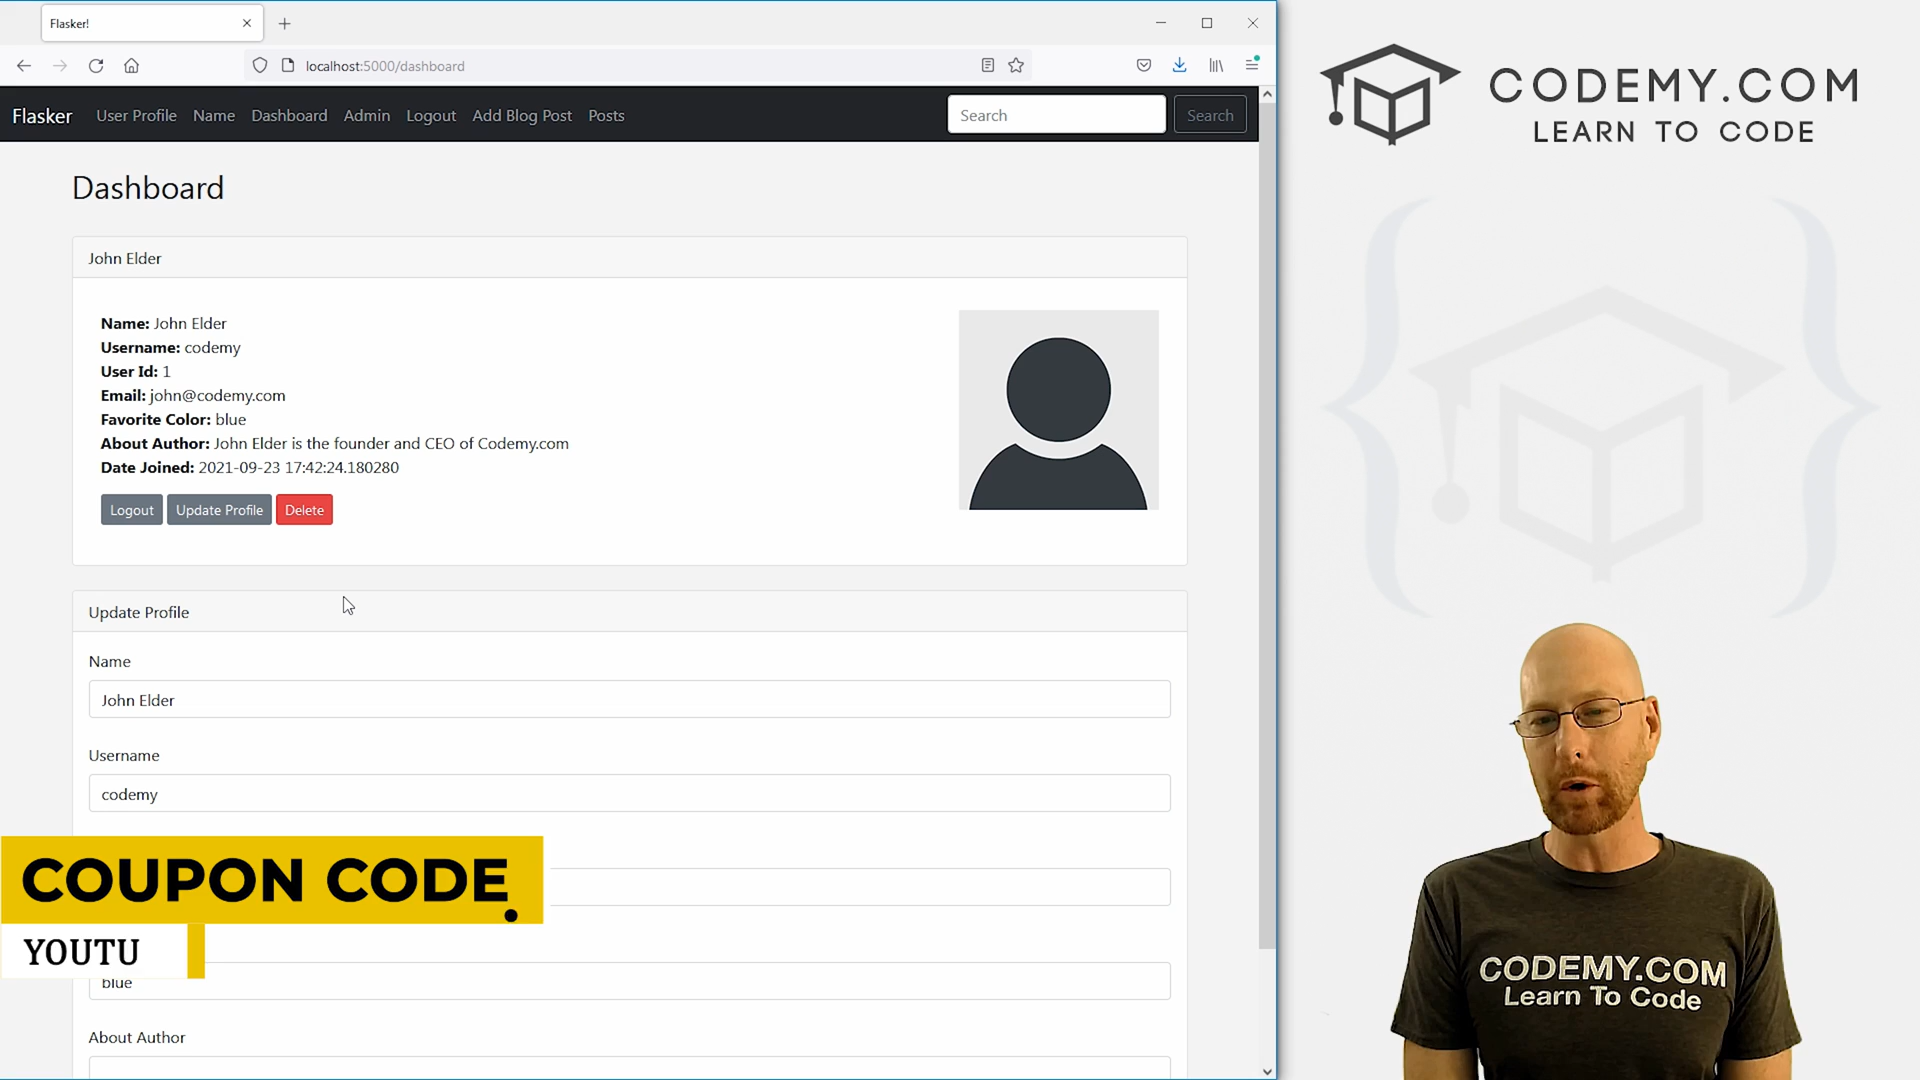 Flasker!
localhost:5000/dashboard
Flasker User Profile Name Dashboard Admin Logout Add Blog Post Posts Search Search
Dashboard
John Elder
Name: John Elder
Username: codemy
User Id: 1
Email: john@codemy.com
Favorite Color: blue
About Author: John Elder is the founder and CEO of Codemy.com
Date Joined: 2021-09-23 17:42:24.180280
Logout Update Profile Delete
Update Profile
Name
John Elder
Username
codemy
COUPON CODE
YOUTU
blue
About Author
CODEMY.COM
LEARN TO CODE
CODEMY.COM
Learn To Code